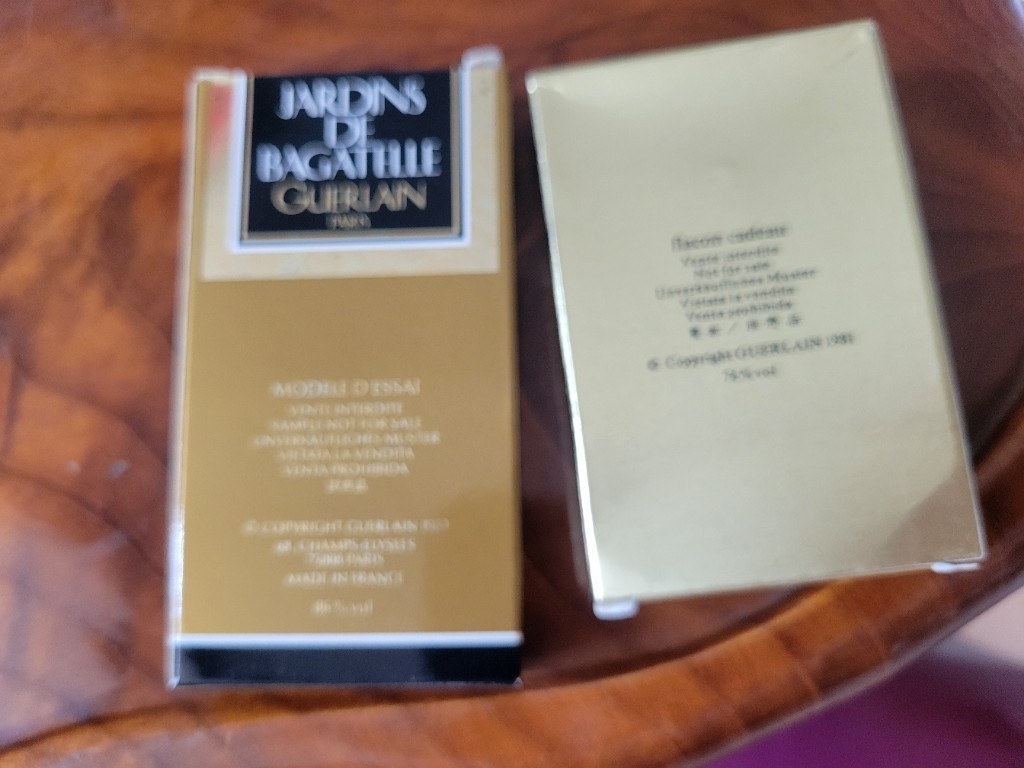 JARDINS
DE
BAGATELLE
GUERLAIN
PARIS
MODELE D'ESSAI
VENTE INTERDITE
SAMPLE NOT FOR SALE
UNVERKÄUFLICHES MUSTER
VIETATA LA VENDITA
VENTA PROHIBIDA
© COPYRIGHT GUERLAIN
68, CHAMPS-ELYSEES
75008 PARIS
MADE IN FRANCE
80 % vol
flacon cadeau
Vente interdite
Not for sale
Unverkäufliches Muster
Vietata la vendita
Venta prohibida
© Copyright GUERLAIN